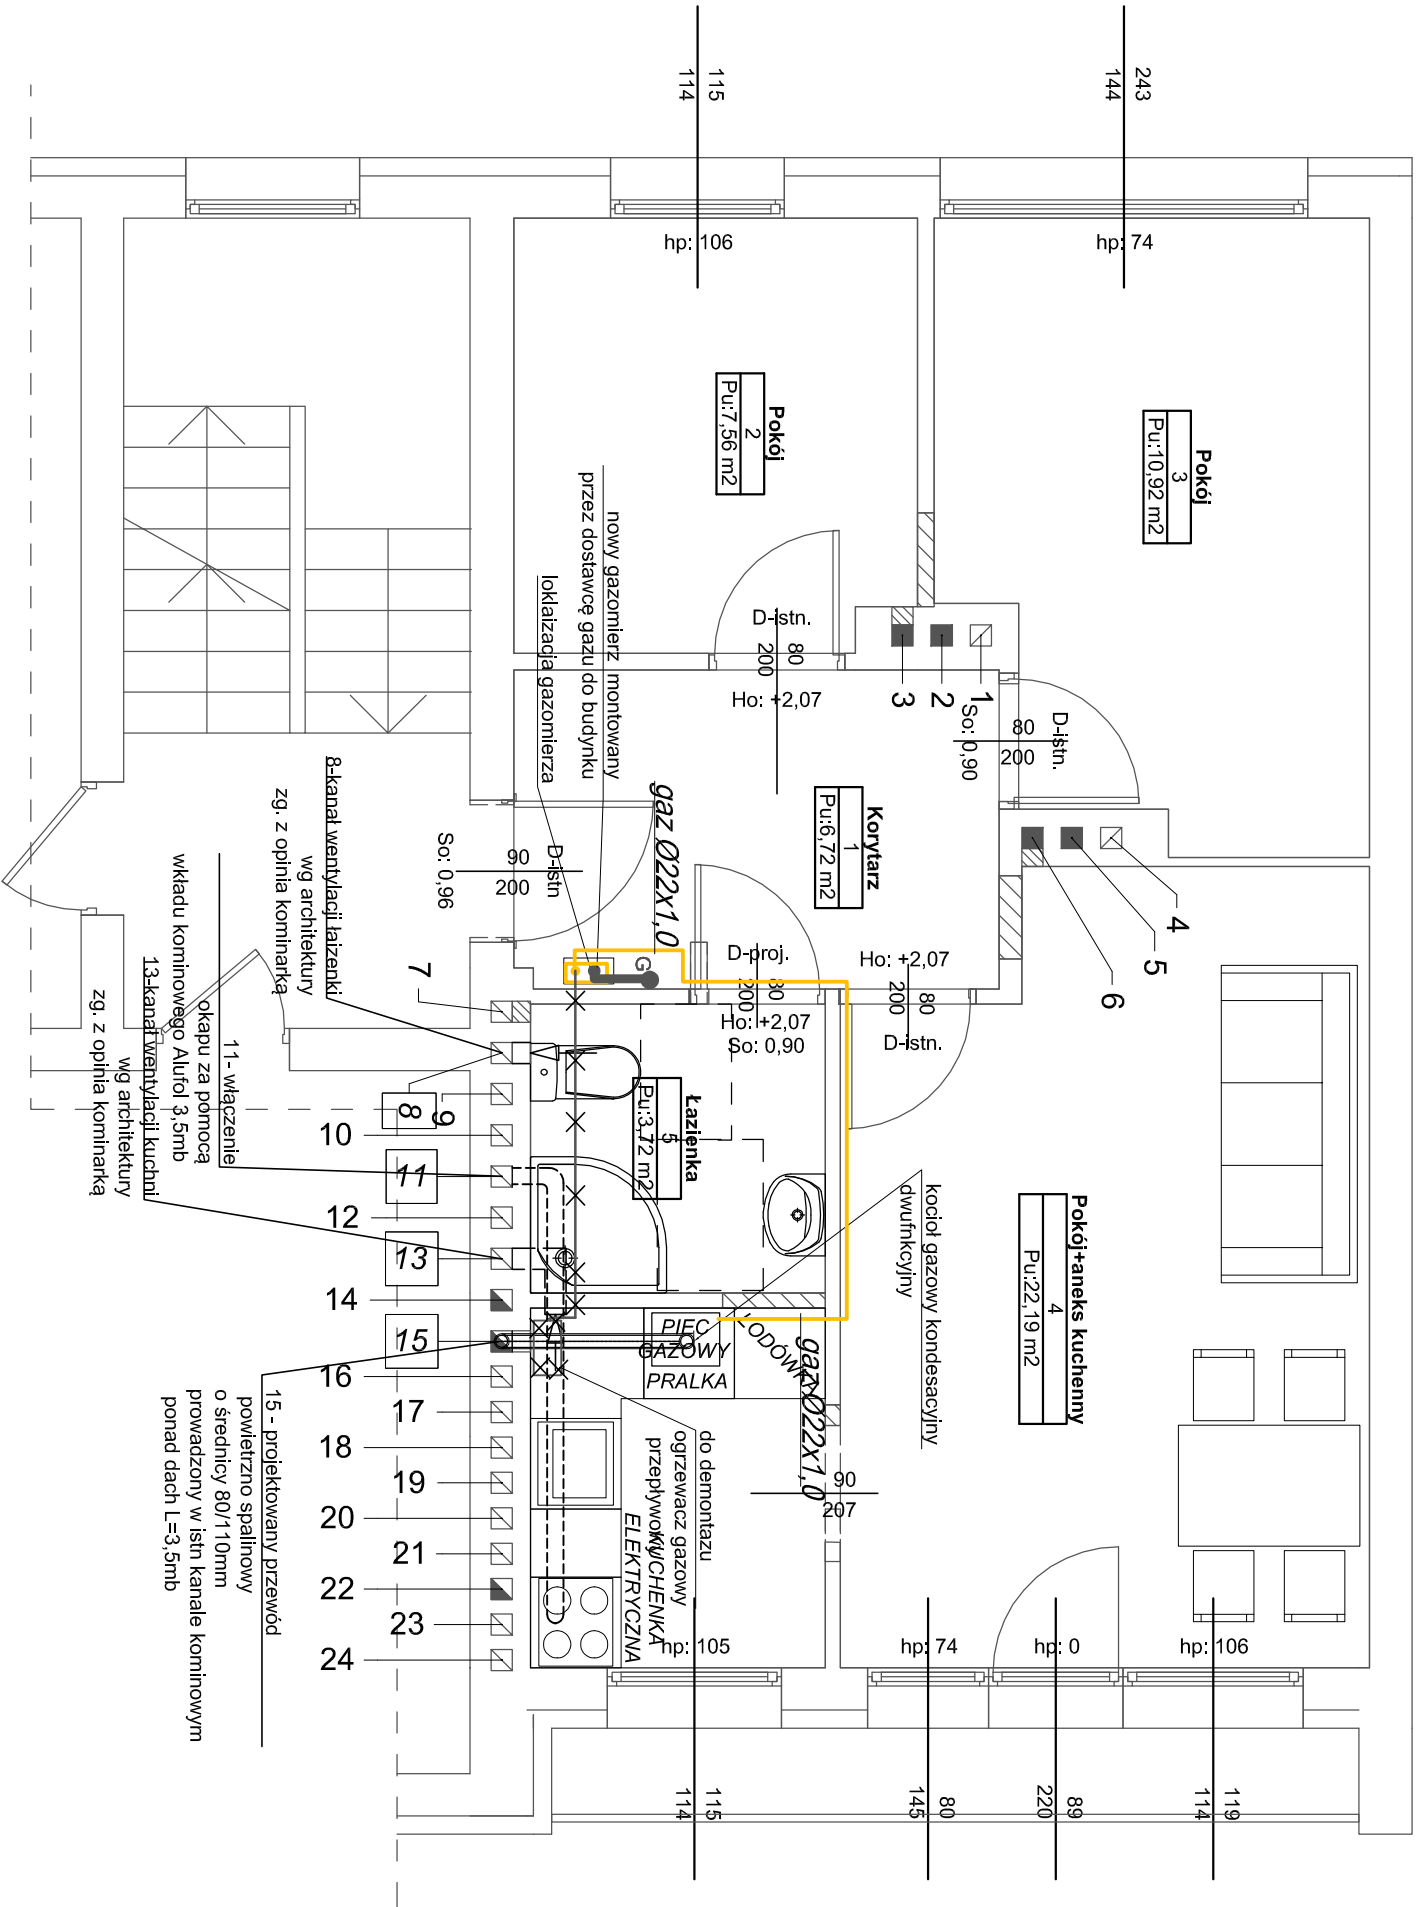 115
114
243
144
hp: 106
hp: 74
Pokój
2
Pu:7,56 m2
Pokój
3
Pu:10,92 m2
nowy gazomierz montowany
przez dostawcę gazu do budynku
loklaizacja gazomierza
D-istn.
80
200
Ho: +2,07
3
2
1
So: 0,90
D-istn.
80
200
Korytarz
1
Pu:6,72 m2
gaz Ø22x1,0
D-istn
90
200
So: 0,96
8-kanał wentylacji łaizenki
wg architektury
zg. z opinia kominarką
11- włączenie
okapu za pomocą
wkładu kominowego Alufol 3,5mb
13-kanał wentylacji kuchni
wg architektury
zg. z opinia kominarką
G
D-proj.
80
200
Ho: +2,07
So: 0,90
Ho: +2,07
80
200
D-istn.
4
5
6
7
8
9
10
11
12
13
14
15
16
17
18
19
20
21
22
23
24
Łazienka
5
Pu:3,72 m2
kocioł gazowy kondesacyjny
dwufnkcyjny
Pokój+aneks kuchenny
4
Pu:22,19 m2
PIEC
GAZOWY
PRALKA
LODÓWKA
gaz Ø22x1,0
90
207
do demontazu
ogrzewacz gazowy
przepływowy
KUCHENKA
ELEKTRYCZNA
15 - projektowany przewód
powietrzno spalinowy
o średnicy 80/110mm
prowadzony w istn kanale kominowym
ponad dach L=3,5mb
hp: 105
hp: 74
hp: 0
hp: 106
115
114
80
145
89
220
119
114